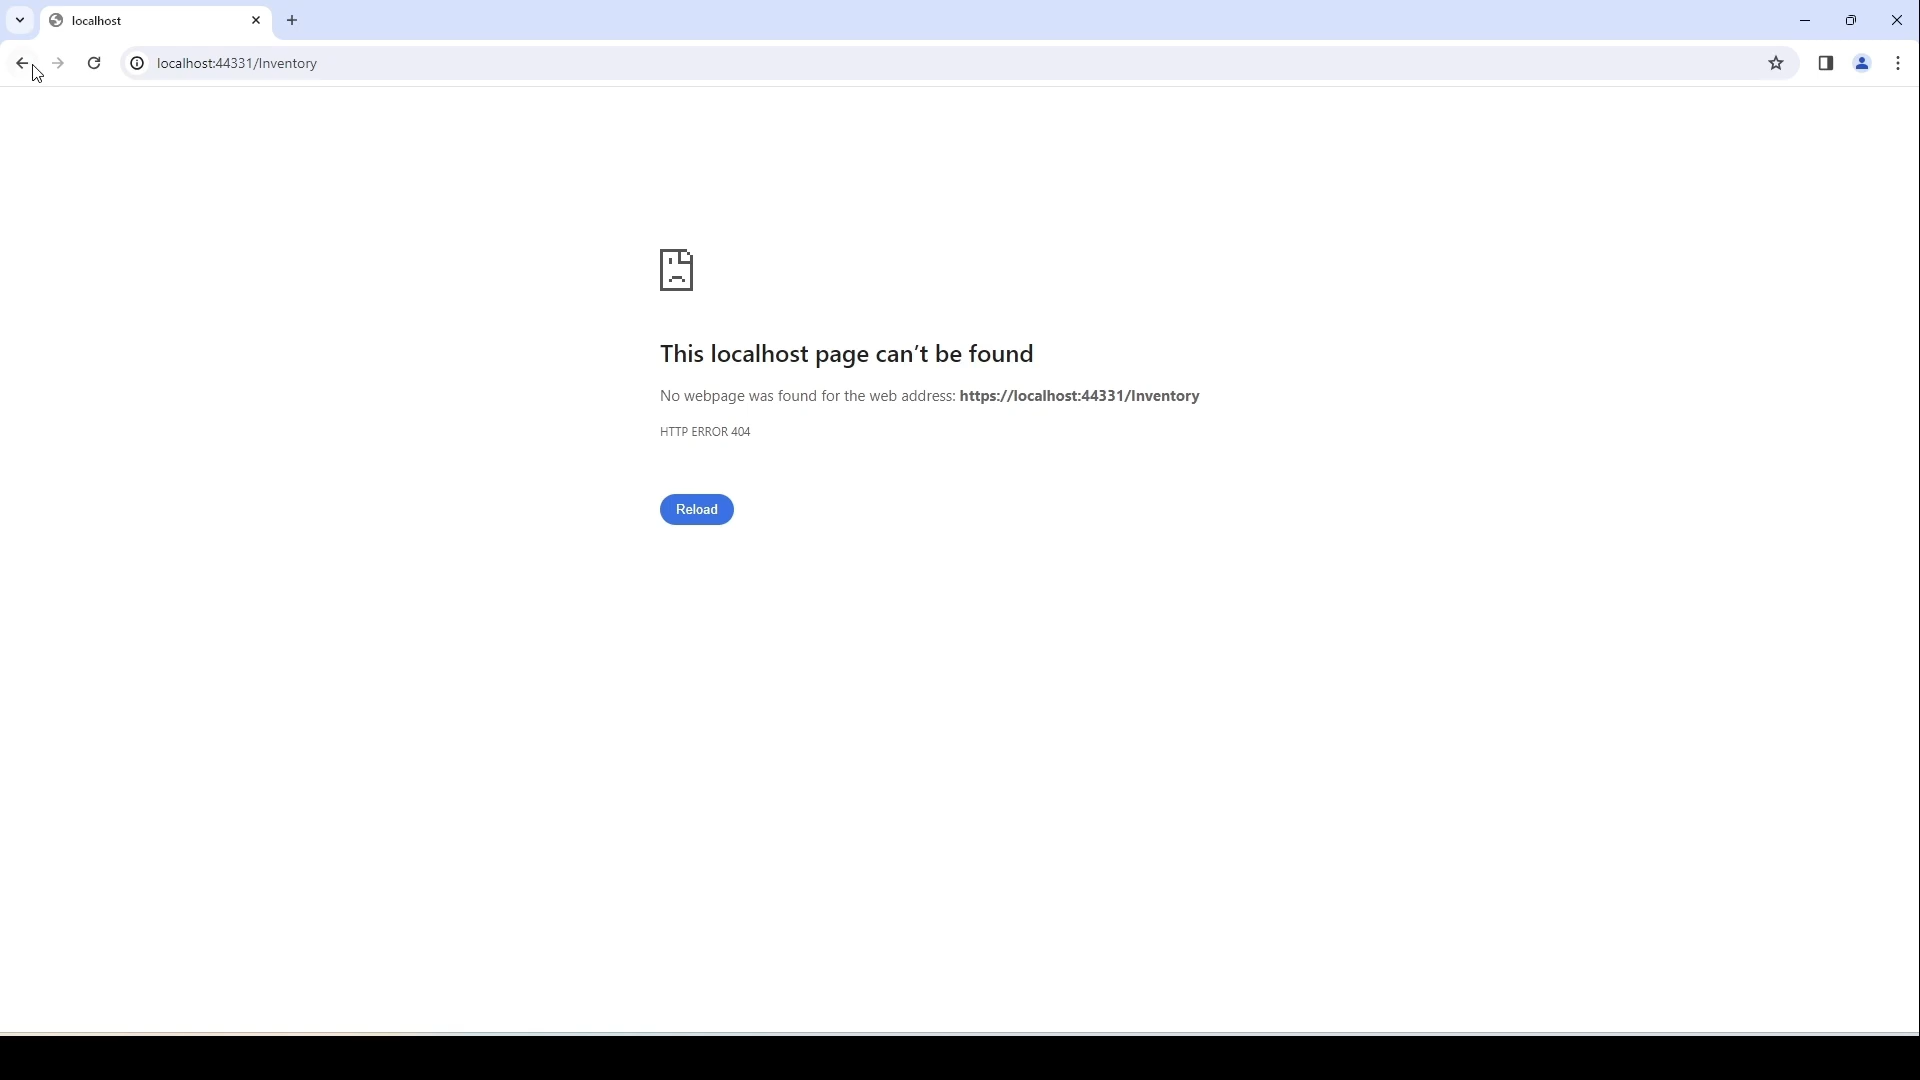 localhost
localhost:44331/Inventory
This localhost page can’t be found
No webpage was found for the web address: https://localhost:44331/Inventory
HTTP ERROR 404
Reload